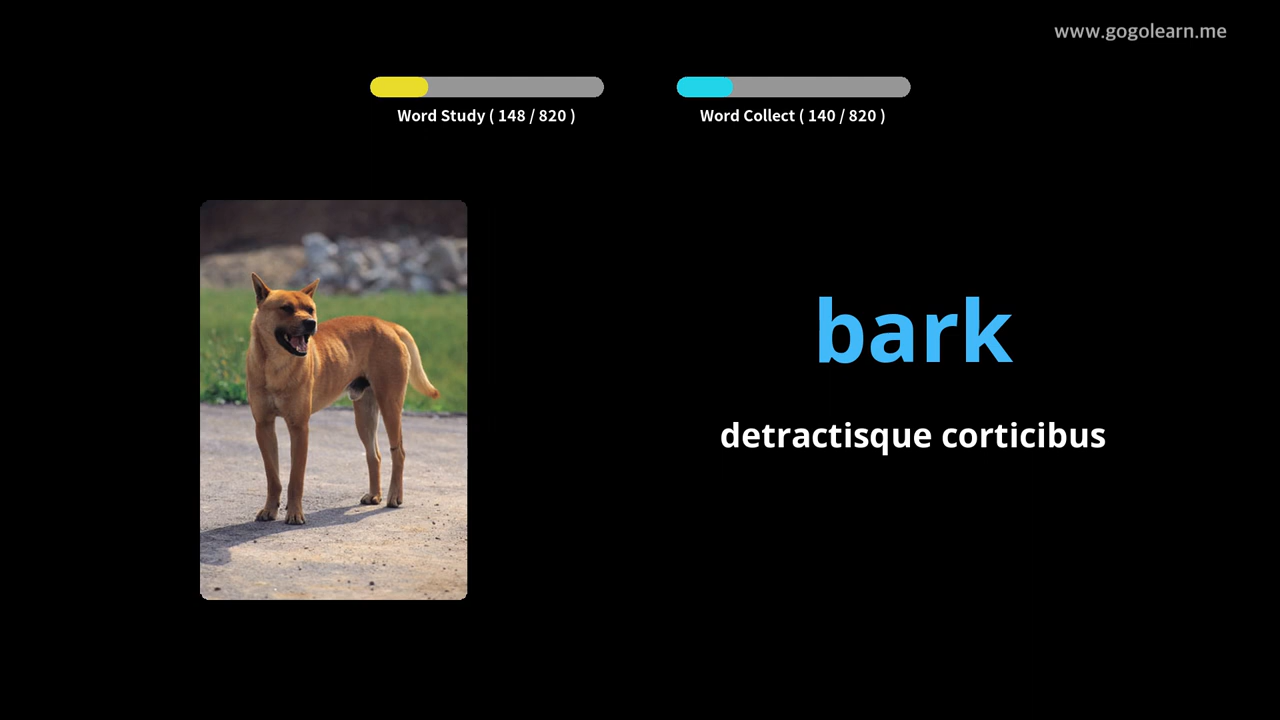 www.gogolearn.me
Word Study ( 148 / 820 )
Word Collect ( 140 / 820 )
bark
detractisque corticibus